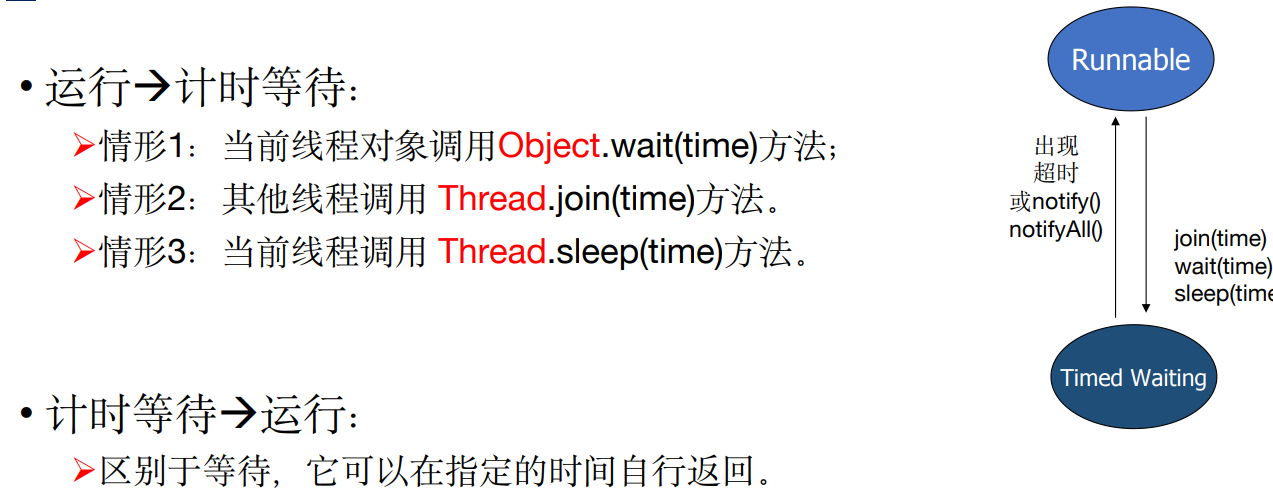 • 运行→计时等待：
➢情形1：当前线程对象调用Object.wait(time)方法；
➢情形2：其他线程调用 Thread.join(time)方法。
➢情形3：当前线程调用 Thread.sleep(time)方法。
• 计时等待→运行：
➢区别于等待，它可以在指定的时间自行返回。
Runnable
出现
超时
或notify()
notifyAll()
join(time)
wait(time)
sleep(time
Timed Waiting